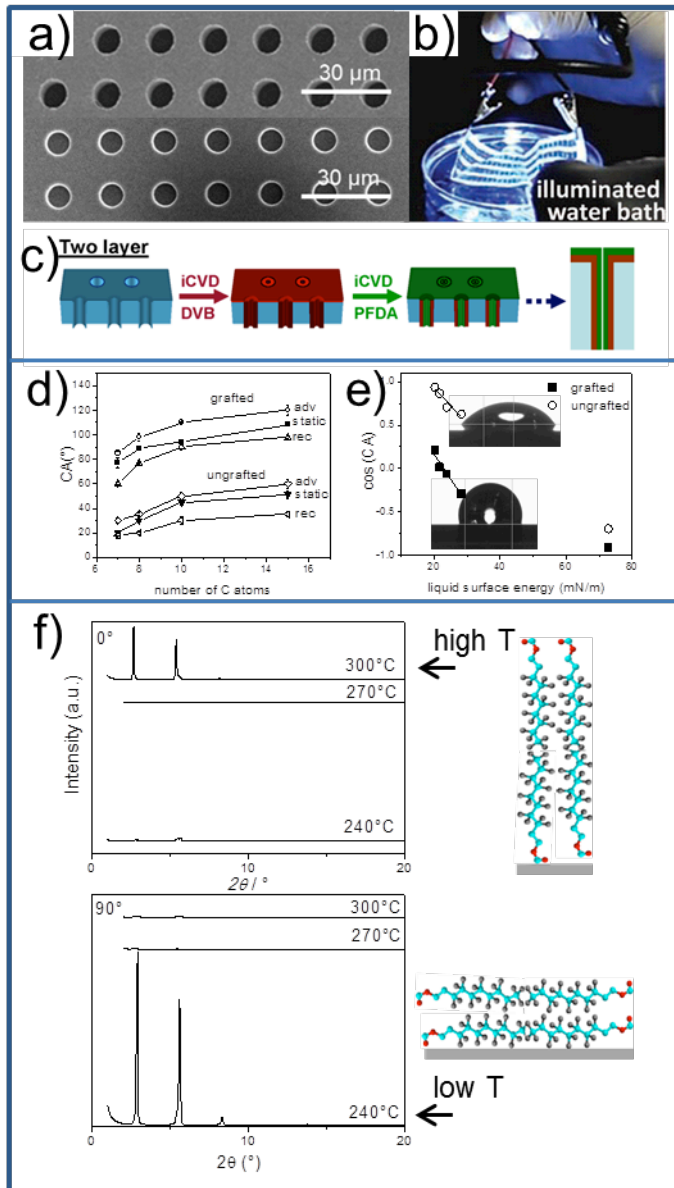 a)
30 µm
30 µm
b)
illuminated
water bath
c)
Two layer
iCVD
DVB
iCVD
PFDA
d)
CA(°)
140
120
100
80
60
40
20
0
grafted
adv
static
rec
ungrafted
adv
static
rec
6 8 10 12 14 16
number of C atoms
e)
cos (CA)
1.0
0.5
0.0
-0.5
-1.0
grafted
ungrafted
20 40 60 80
liquid surface energy (mN/m)
f)
Intensity (a.u.)
0°
300°C
270°C
240°C
0 10 20
2θ / °
high T
90°
300°C
270°C
240°C
0 10 20
2θ (°)
low T